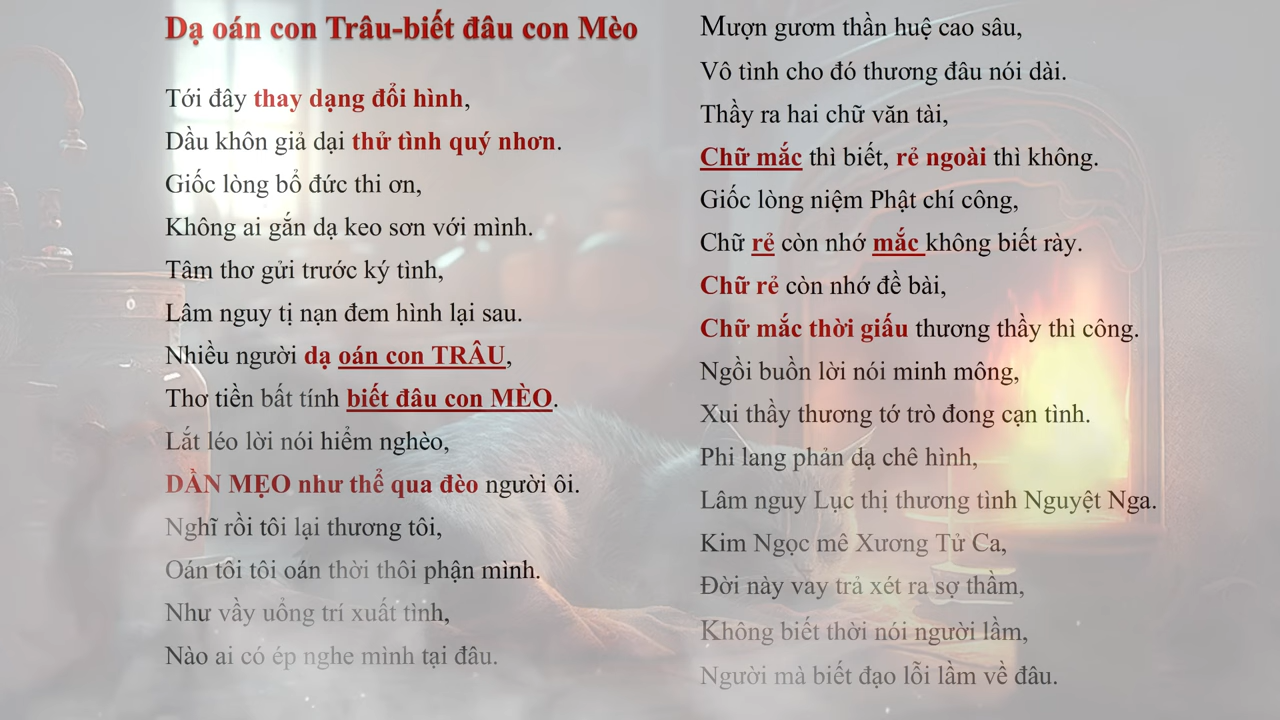 Dạ oán con Trâu-biết đâu con Mèo
Tới đây thay dạng đổi hình,
Dầu khôn giả dại thử tình quý nhơn.
Giốc lòng bổ đức thi ơn,
Không ai gắn dạ keo sơn với mình.
Tâm thơ gửi trước ký tình,
Lâm nguy tị nạn đem hình lại sau.
Nhiều người dạ oán con TRÂU,
Thơ tiền bất tính biết đâu con MÈO.
Lắt léo lời nói hiểm nghèo,
DẦN MẸO như thể qua đèo người ôi.
Nghĩ rồi tôi lại thương tôi,
Oán tôi tôi oán thời thôi phận mình.
Như vầy uổng trí xuất tình,
Nào ai có ép nghe mình tại đâu.
Mượn gươm thần huệ cao sâu,
Vô tình cho đó thương đâu nói dài.
Thầy ra hai chữ văn tài,
Chữ mắc thì biết, rẻ ngoài thì không.
Giốc lòng niệm Phật chí công,
Chữ rẻ còn nhớ mắc không biết rày.
Chữ rẻ còn nhớ đề bài,
Chữ mắc thời giấu thương thầy thì công.
Ngồi buồn lời nói minh mông,
Xui thầy thương tớ trò đong cạn tình.
Phi lang phản dạ chê hình,
Lâm nguy Lục thị thương tình Nguyệt Nga.
Kim Ngọc mê Xương Tử Ca,
Đời này vay trả xét ra sợ thầm,
Không biết thời nói người lầm,
Người mà biết đạo lỗi lầm về đâu.